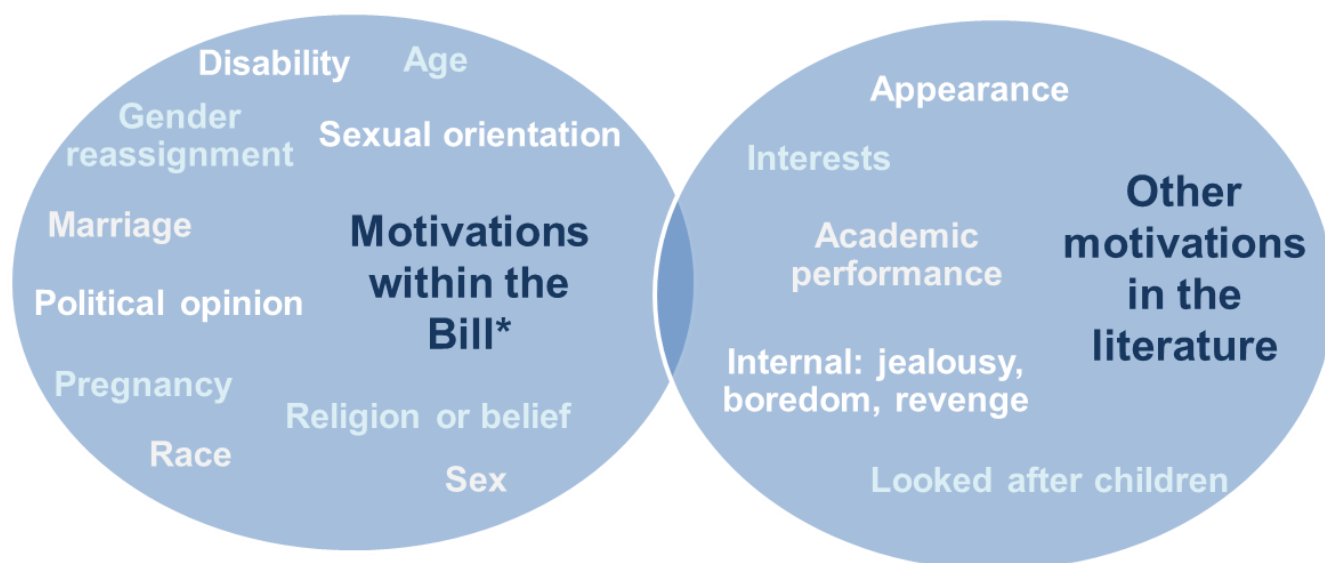 Disability
Age
Gender
reassignment
Sexual orientation
Marriage
Motivations
within the
Bill*
Political opinion
Pregnancy
Religion or belief
Race
Sex
Appearance
Interests
Other
motivations
in the
literature
Academic
performance
Internal: jealousy,
boredom, revenge
Looked after children